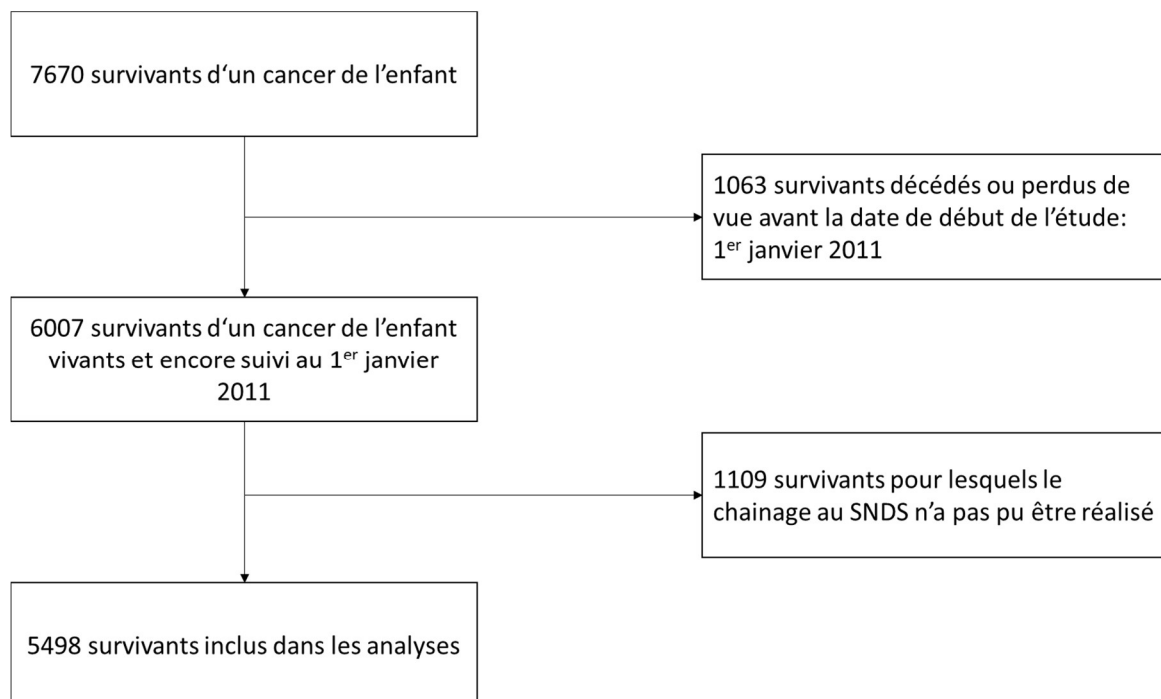 7670 survivants d‘un cancer de l’enfant
1063 survivants décédés ou perdus de
vue avant la date de début de l’étude:
1er janvier 2011
6007 survivants d‘un cancer de l’enfant
vivants et encore suivi au 1er janvier
2011
1109 survivants pour lesquels le
chainage au SNDS n’a pas pu être réalisé
5498 survivants inclus dans les analyses